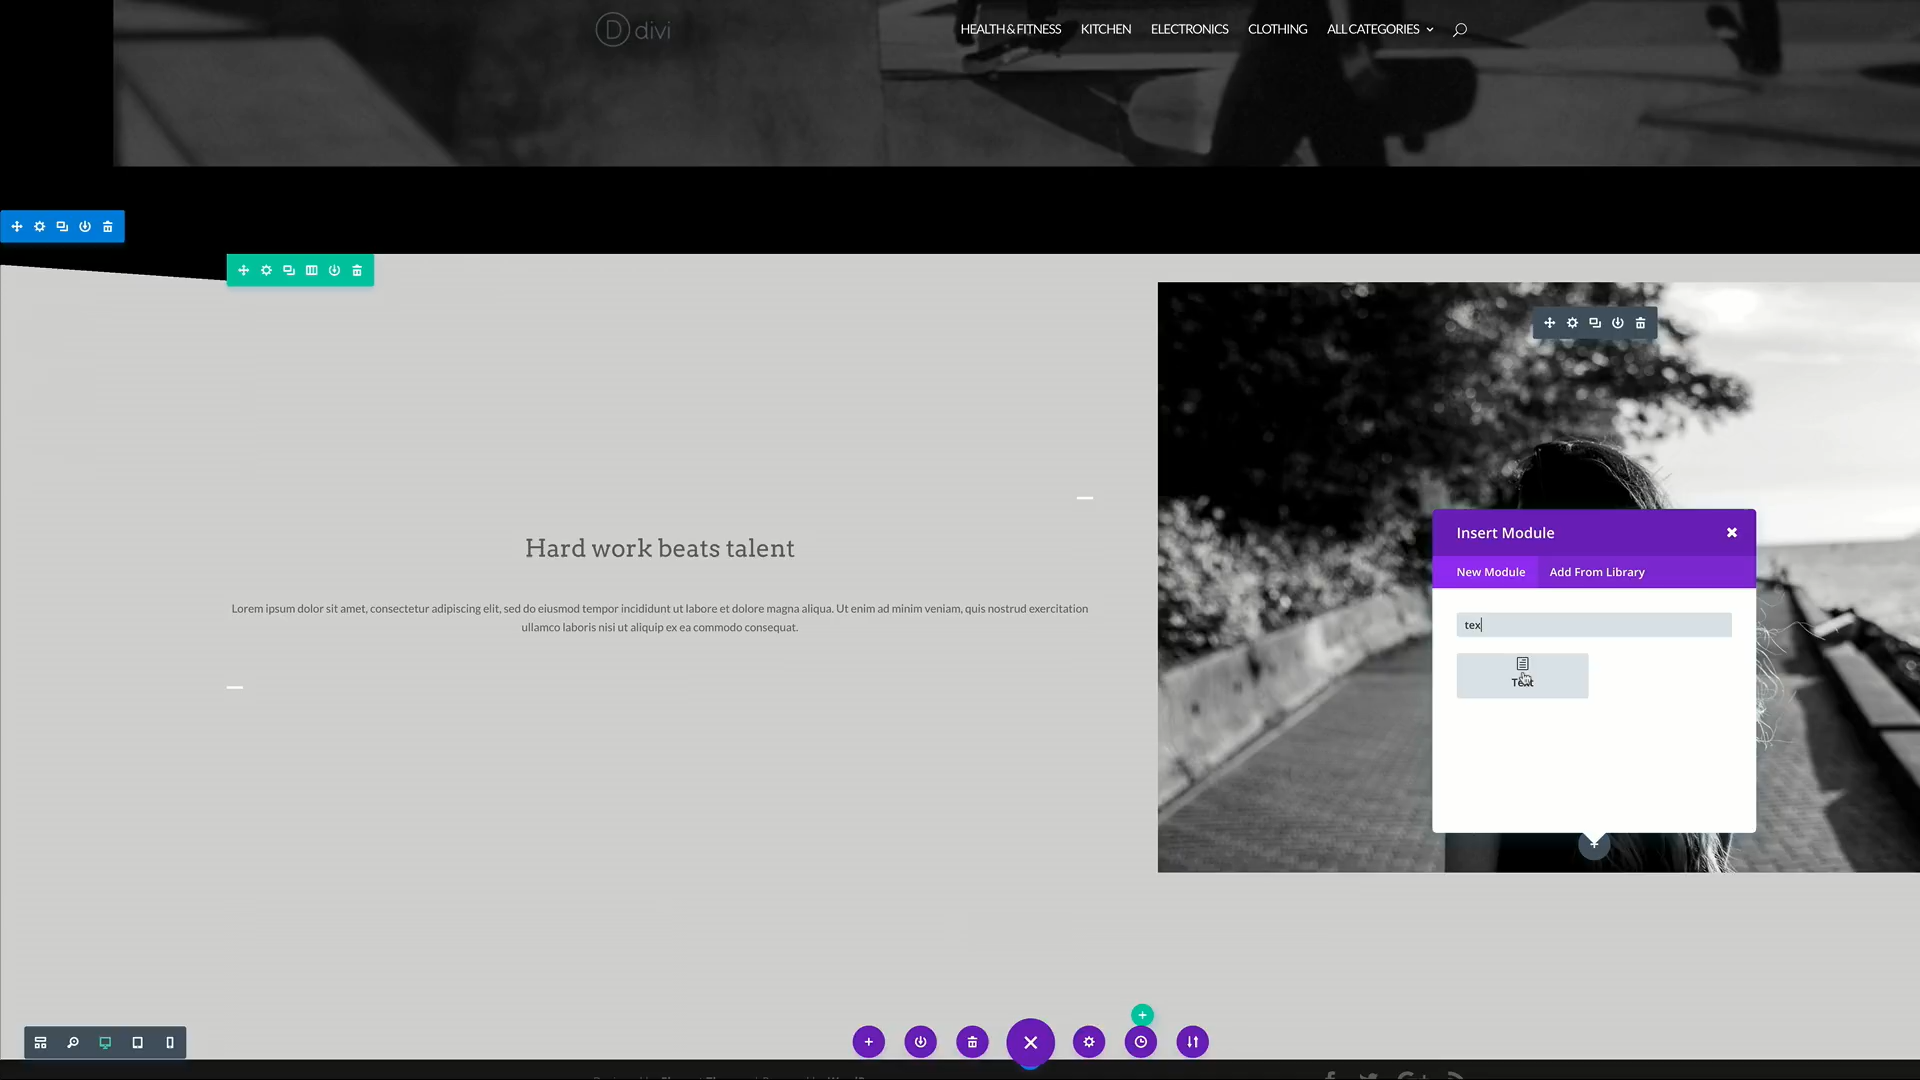 divi
HEALTH & FITNESS KITCHEN ELECTRONICS CLOTHING ALL CATEGORIES
Hard work beats talent
Lorem ipsum dolor sit amet, consectetur adipiscing elit, sed do eiusmod tempor incididunt ut labore et dolore magna aliqua. Ut enim ad minim veniam, quis nostrud exercitation
ullamco laboris nisi ut aliquip ex ea commodo consequat.
Insert Module
New Module Add From Library
tex
Text